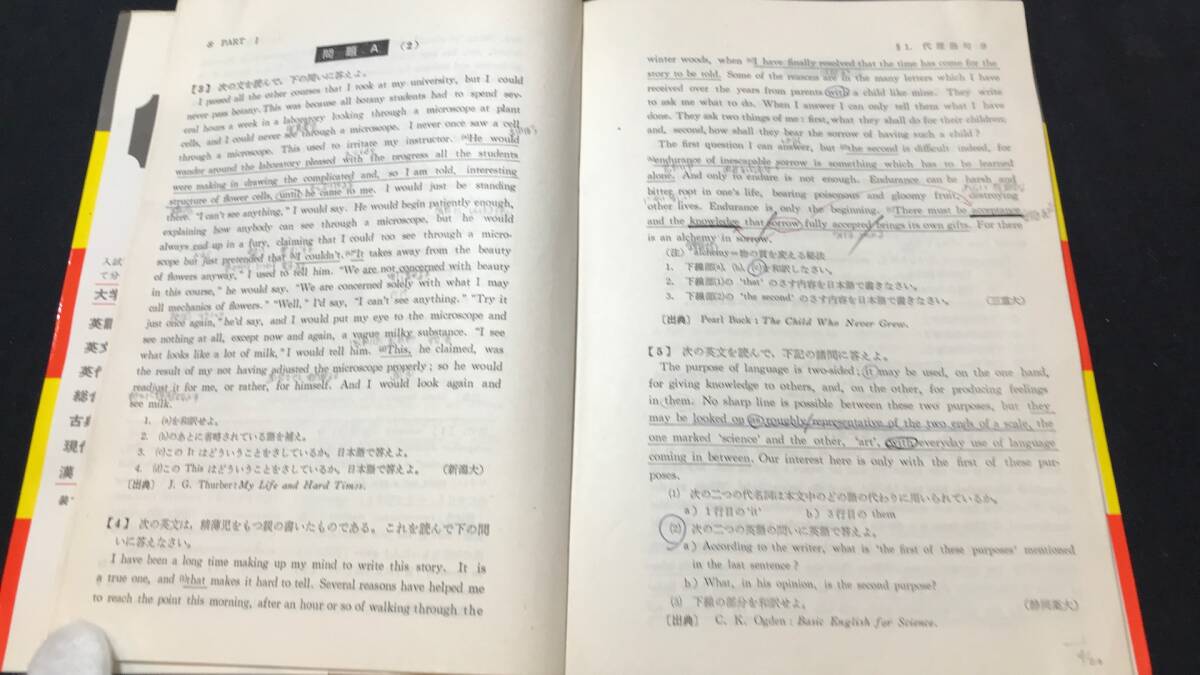 8 PART 1
問題A (2)
【3】 次の文を読んで、下の問いに答えよ。
I passed all the other courses that I took at my university, but I could
never pass botany. This was because all botany students had to spend sev-
eral hours a week in a laboratory looking through a microscope at plant
cells, and I could never see through a microscope. I never once saw a cell
through a microscope. This used to irritate my instructor. (a)He would
wander around the laboratory pleased with the progress all the students
were making in drawing the complicated and, so I am told, interesting
structure of flower cells, until he came to me. I would just be standing
there. "I can't see anything," I would say. He would begin patiently enough,
explaining how anybody can see through a microscope, but he would
always end up in a fury, claiming that I could too see through a micro-
scope but just pretended that (b)I couldn't. (c)"It takes away from the beauty
of flowers anyway," I used to tell him. "We are not concerned with beauty
in this course," he would say. "We are concerned solely with what I may
call mechanics of flowers." "Well," I'd say, "I can't see anything." "Try it
just once again," he'd say, and I would put my eye to the microscope and
see nothing at all, except now and again, a vague milky substance. "I see
what looks like a lot of milk," I would tell him. (d)This, he claimed, was
the result of my not having adjusted the microscope properly; so he would
readjust it for me, or rather, for himself. And I would look again and
see milk.
1. (a)を和訳せよ。
2. (b)のあとに省略されている語を補え。
3. (c)この It はどういうことをさしているか。日本語で答えよ。
4. (d)この This はどういうことをさしているか。日本語で答えよ。 (新潟大)
〔出典〕 J. G. Thurber: My Life and Hard Times.
【4】 次の英文は、精薄児をもつ親の書いたものである。これを読んで下の問
いに答えなさい。
I have been a long time making up my mind to write this story. It is
a true one, and (1)that makes it hard to tell. Several reasons have helped me
to reach the point this morning, after an hour or so of walking through the
§1. 代理語句 9
winter woods, when (a)I have finally resolved that the time has come for the
story to be told. Some of the reasons are in the many letters which I have
received over the years from parents with a child like mine. They write
to ask me what to do. When I answer I can only tell them what I have
done. They ask two things of me: first, what they shall do for their children;
and, second, how shall they bear the sorrow of having such a child?
The first question I can answer, but (2)the second is difficult indeed, for
(b)endurance of inescapable sorrow is something which has to be learned
alone. And only to endure is not enough. Endurance can be harsh and
bitter root in one's life, bearing poisonous and gloomy fruit, destroying
other lives. Endurance is only the beginning. (c)There must be acceptance
and the knowledge that sorrow fully accepted brings its own gifts. For there
is an alchemy in sorrow.
(注) alchemy=物の質を変える秘法
1. 下線部(a), (b), (c)を和訳しなさい。
2. 下線部(1)の 'that' のさす内容を日本語で書きなさい。
3. 下線部(2)の 'the second' のさす内容を日本語で書きなさい。 (三重大)
〔出典〕 Pearl Buck: The Child Who Never Grew.
【5】 次の英文を読んで、下記の諸問に答えよ。
The purpose of language is two-sided; it may be used, on the one hand,
for giving knowledge to others, and, on the other, for producing feelings
in them. No sharp line is possible between these two purposes, but they
may be looked on as roughly representative of the two ends of a scale, the
one marked 'science' and the other, 'art', with everyday use of language
coming in between. Our interest here is only with the first of these pur-
poses.
(1) 次の二つの代名詞は本文中のどの語の代わりに用いられているか。
a) 1行目の 'it' b) 3行目の them
(2) 次の二つの英語の問いに英語で答えよ。
a) According to the writer, what is 'the first of these purposes' mentioned
in the last sentence?
b) What, in his opinion, is the second purpose?
(3) 下線の部分を和訳せよ。 (静岡薬大)
〔出典〕 C. K. Ogden: Basic English for Science.
入試
て分
大学
英
英文
英作
総合
古典
現代
漢
装